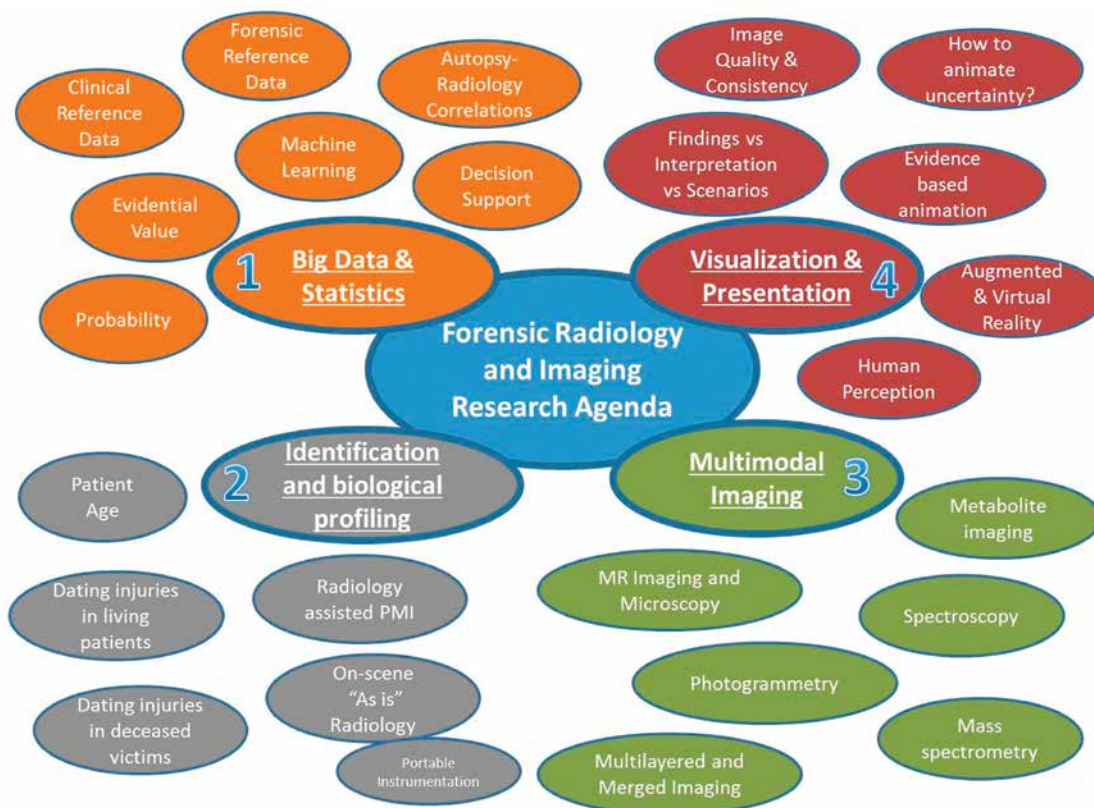 Forensic
Reference
Data
Clinical
Reference
Data
Autopsy-
Radiology
Correlations
Machine
Learning
Decision
Support
Evidential
Value
Probability
1
Big Data &
Statistics
Image
Quality &
Consistency
How to
animate
uncertainty?
Findings vs
Interpretation
vs Scenarios
Evidence
based
animation
Visualization &
Presentation
4
Augmented
& Virtual
Reality
Human
Perception
Forensic Radiology
and Imaging
Research Agenda
2
Identification
and biological
profiling
Patient
Age
Dating injuries
in living
patients
Radiology
assisted PMI
Dating injuries
in deceased
victims
On-scene
“As is”
Radiology
Portable
Instrumentation
Multimodal
Imaging
3
Metabolite
imaging
MR Imaging and
Microscopy
Spectroscopy
Photogrammetry
Mass
spectrometry
Multilayered and
Merged Imaging